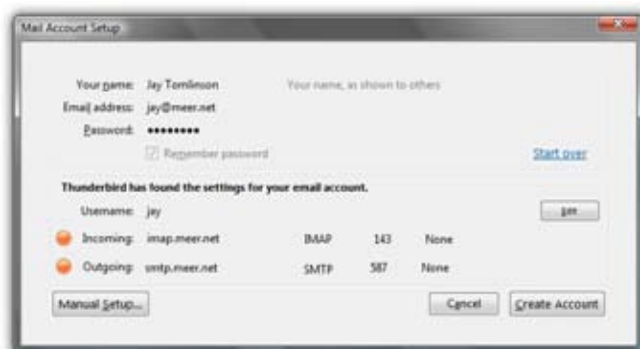 Mail Account Setup
Your name: Jay Tomlinson Your name, as shown to others
Email address: jay@meer.net
Password: ••••••••
Remember password
Start over
Thunderbird has found the settings for your email account.
Username: jay
Edit
Incoming: imap.meer.net IMAP 143 None
Outgoing: smtp.meer.net SMTP 587 None
Manual Setup... Cancel Create Account